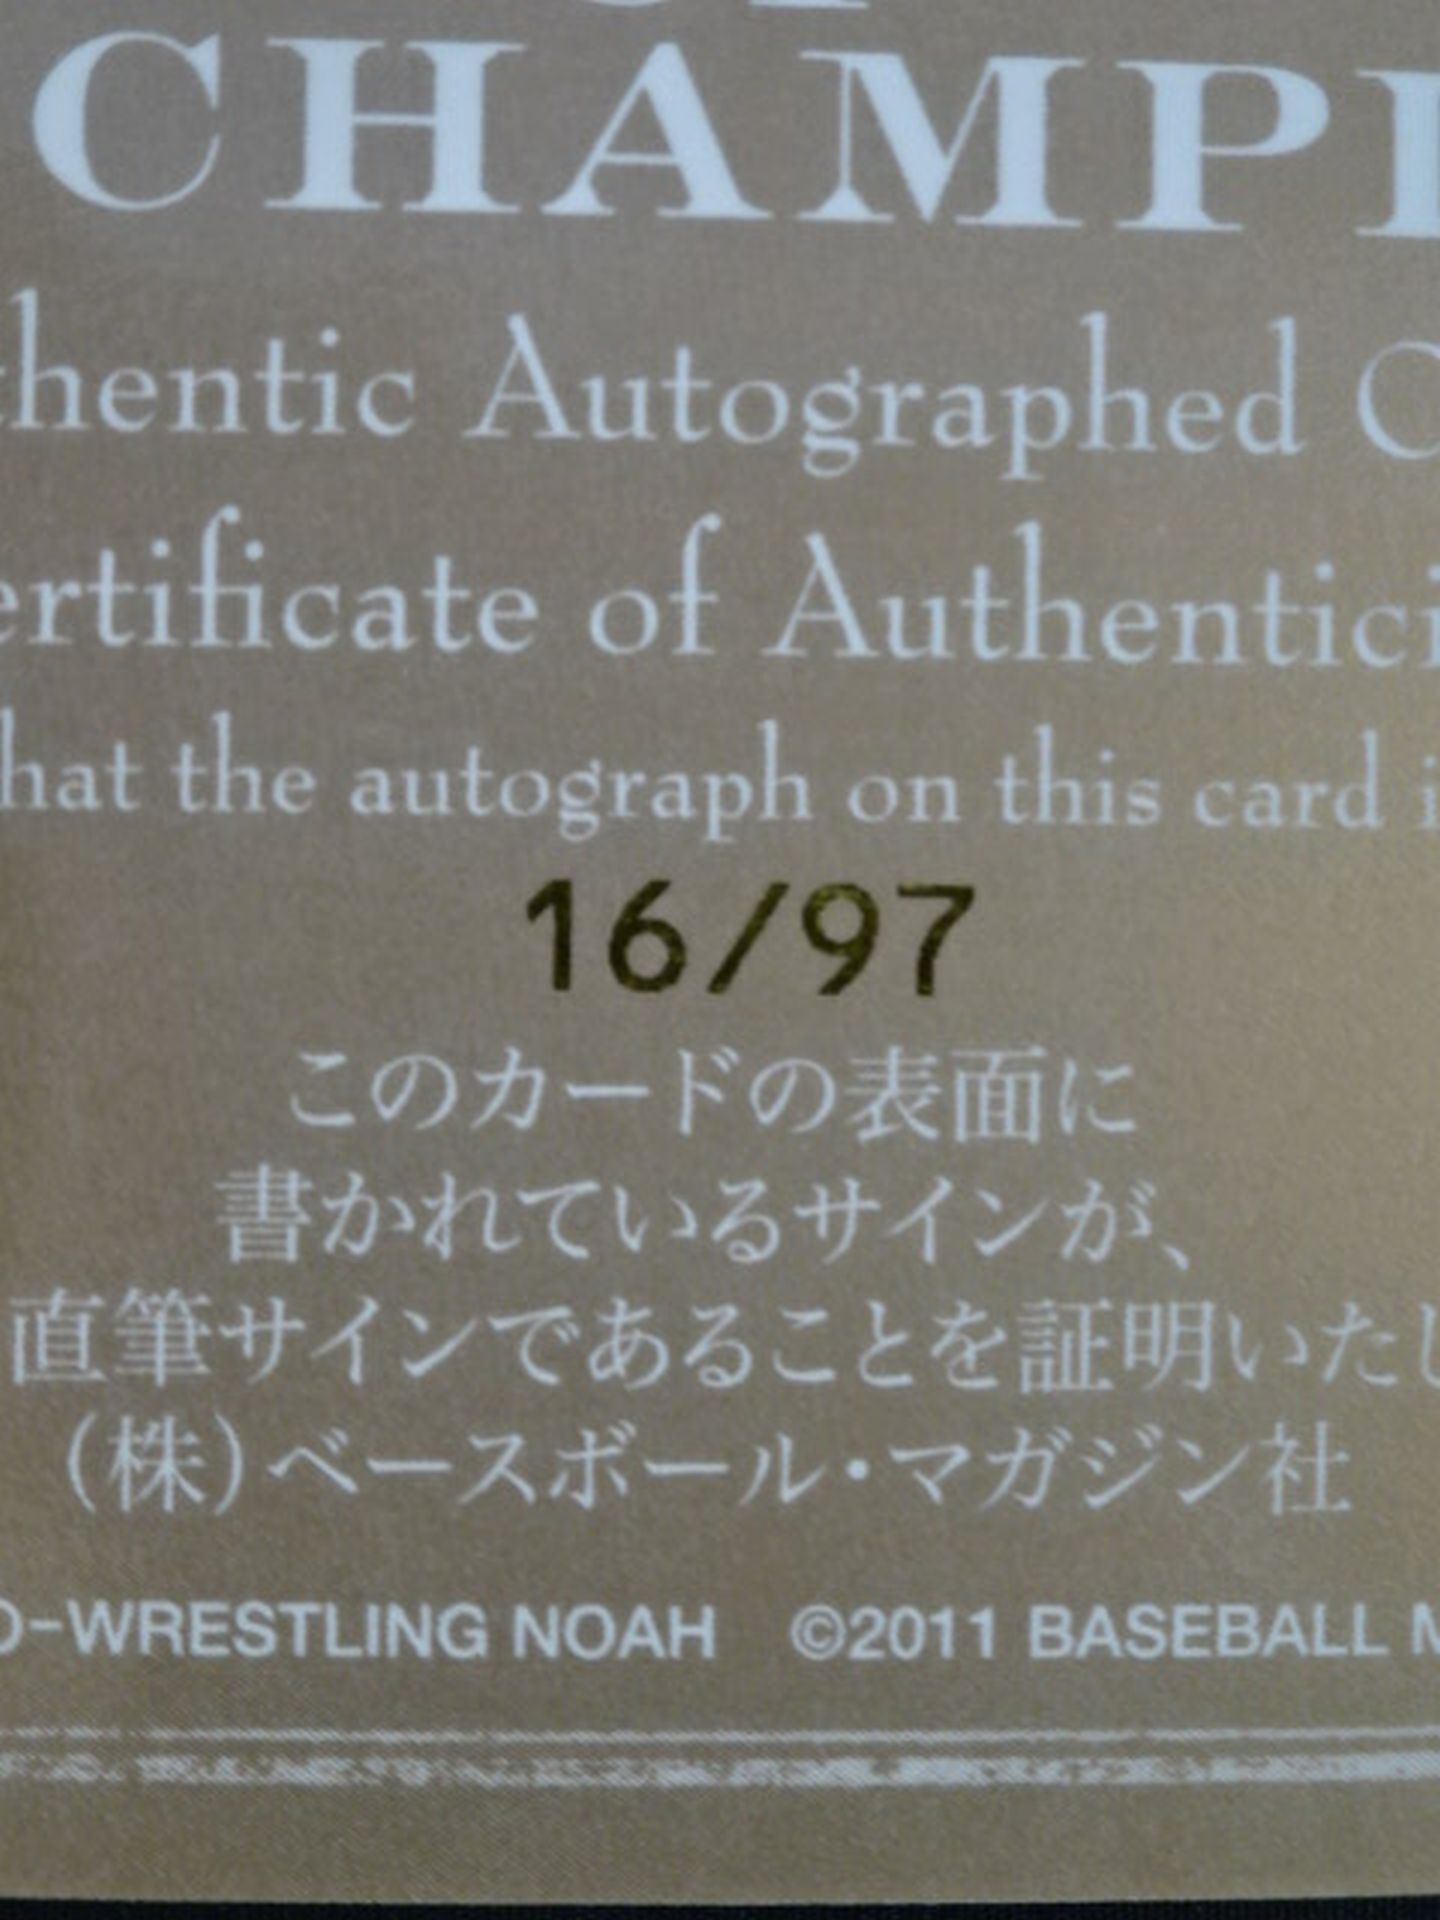 CHAMPI
thentic Autographed C
ertificate of Authentici
hat the autograph on this card i
16/97
このカードの表面に
書かれているサインが、
直筆サインであることを証明いたし
(株)ベースボール・マガジン社
O-WRESTLING NOAH ©2011 BASEBALL M